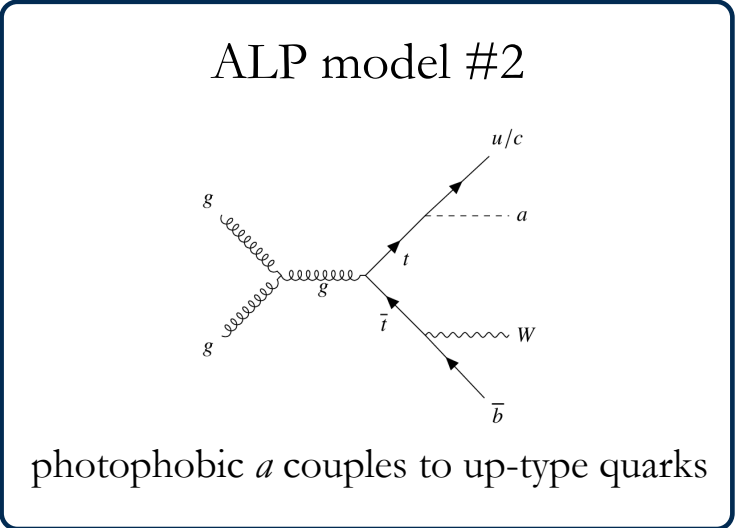 ALP model #2
u/c
g
a
t
g
t̅
W
g
b̅
photophobic a couples to up-type quarks